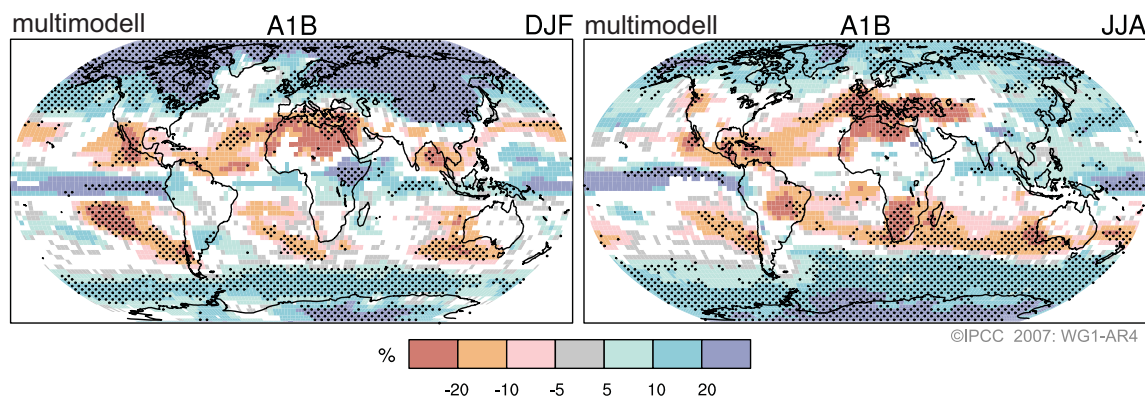 multimodell A1B DJF
multimodell A1B JJA
©IPCC 2007: WG1-AR4
%
-20 -10 -5 5 10 20